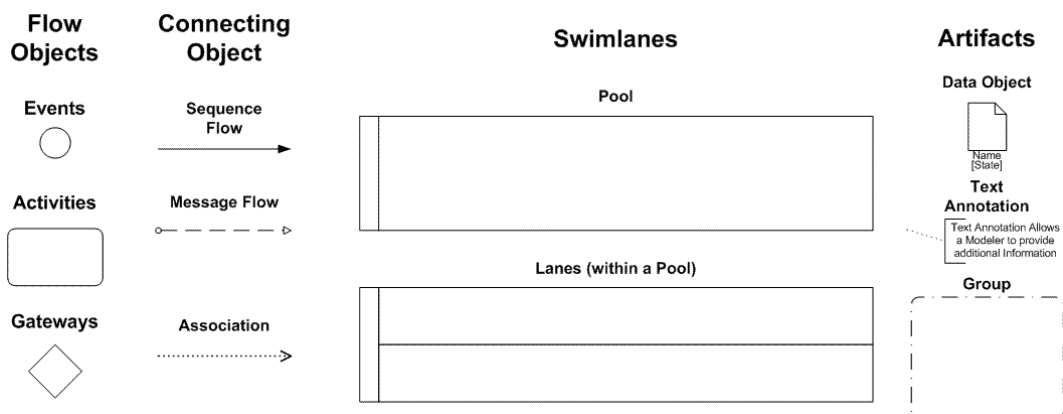 Flow
Objects
Events
Activities
Gateways
Connecting
Object
Sequence
Flow
Message Flow
Association
Swimlanes
Pool
Lanes (within a Pool)
Artifacts
Data Object
Name
[State]
Text
Annotation
Text Annotation Allows
a Modeler to provide
additional Information
Group